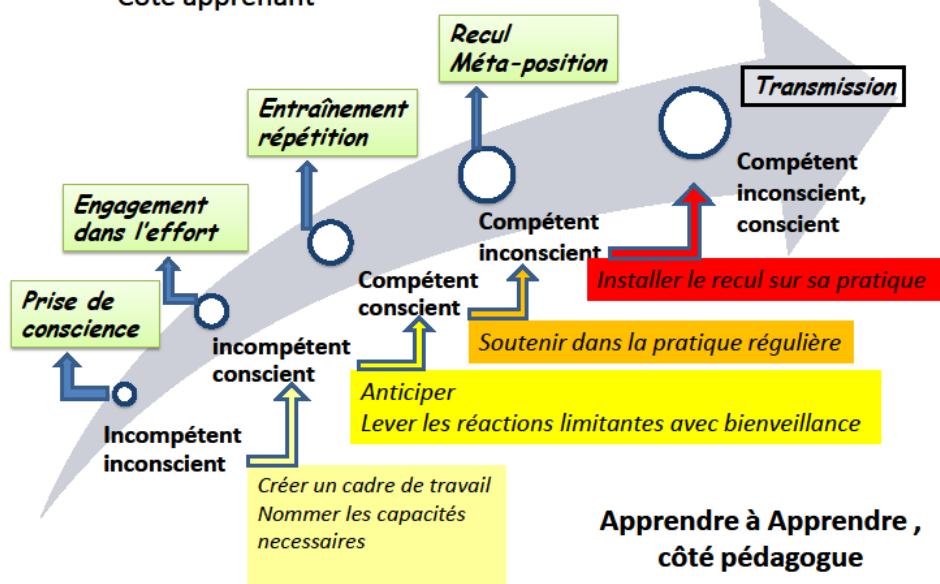 Côté apprenant
Recul
Méta-position
Transmission
Entraînement
répétition
Compétent
inconscient,
conscient
Engagement
dans l'effort
Compétent
inconscient
Installer le recul sur sa pratique
Prise de
conscience
Compétent
conscient
Soutenir dans la pratique régulière
incompétent
conscient
Anticiper
Lever les réactions limitantes avec bienveillance
Incompétent
inconscient
Créer un cadre de travail
Nommer les capacités
necessaires
Apprendre à Apprendre ,
côté pédagogue